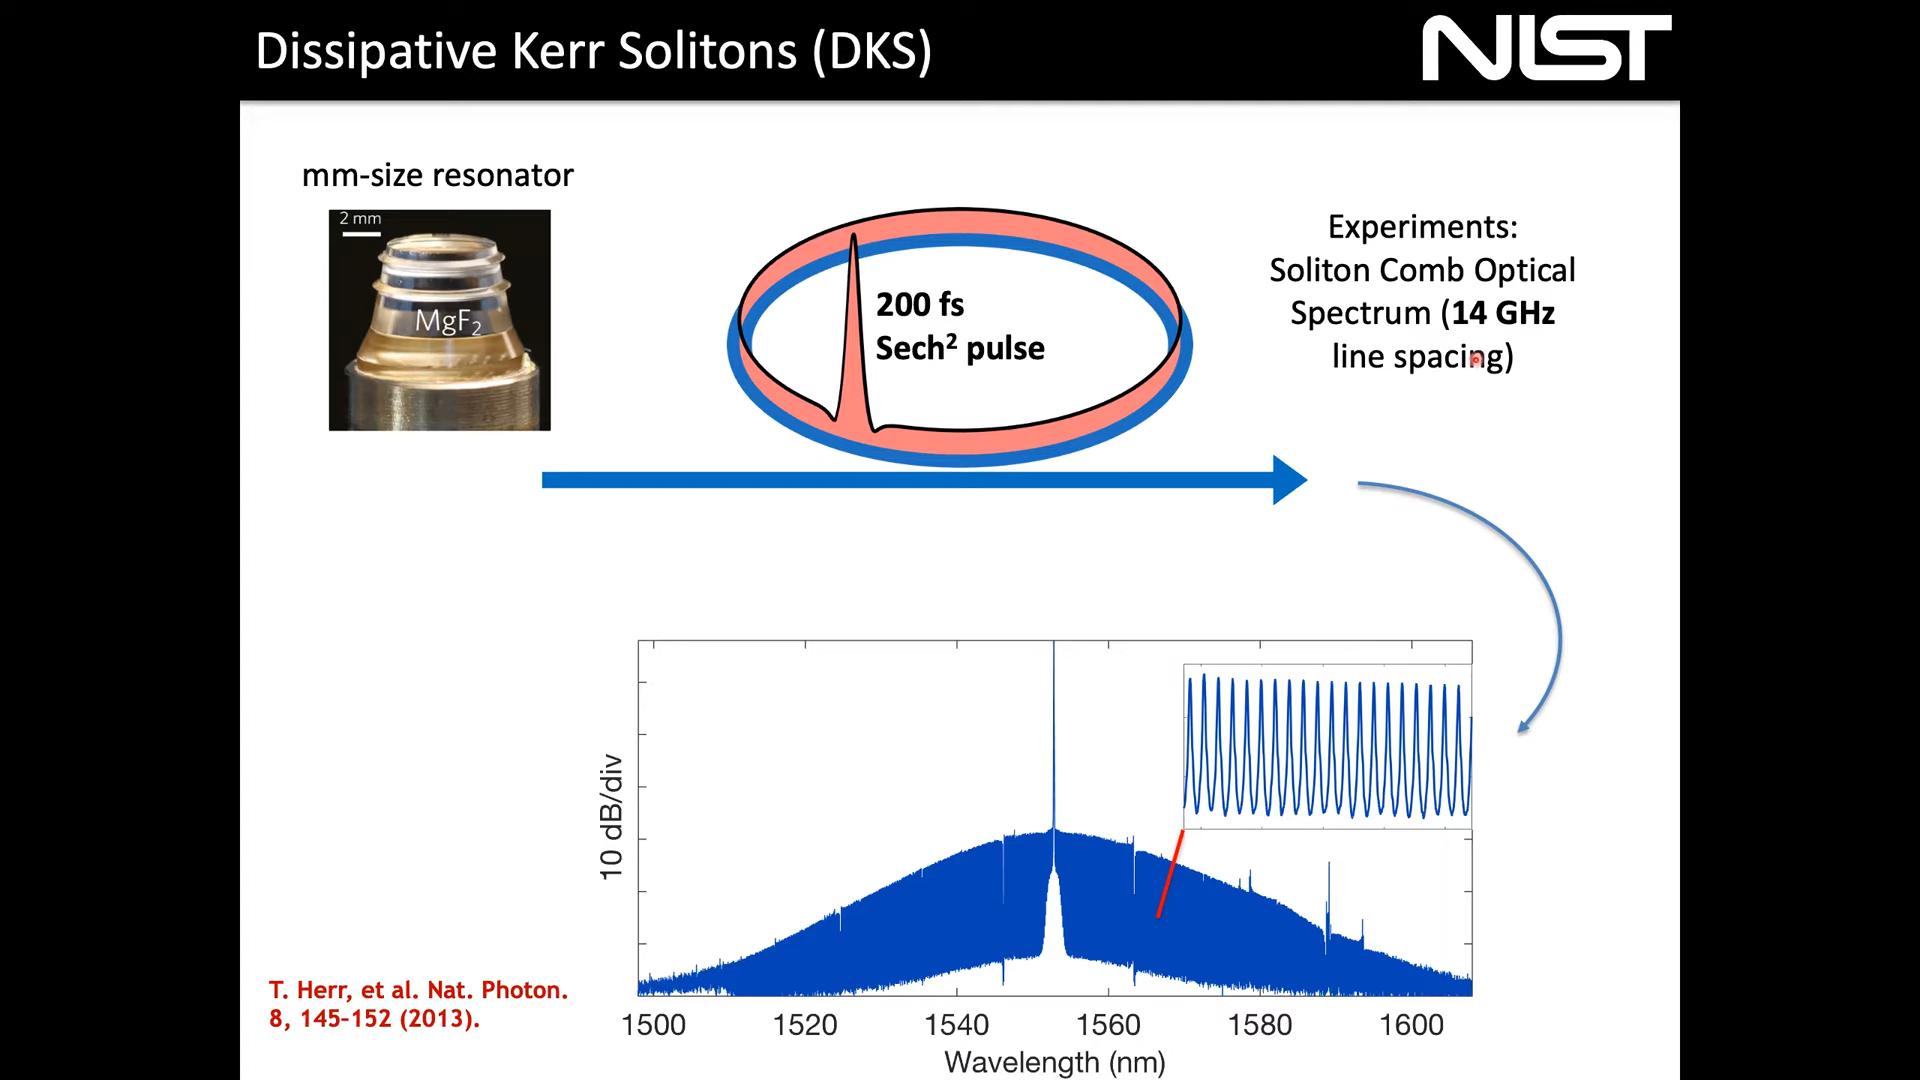 Dissipative Kerr Solitons (DKS)
NIST
mm-size resonator
2 mm
MgF2
200 fs
Sech² pulse
Experiments:
Soliton Comb Optical
Spectrum (14 GHz
line spacing)
10 dB/div
1500 1520 1540 1560 1580 1600
Wavelength (nm)
T. Herr, et al. Nat. Photon.
8, 145-152 (2013).